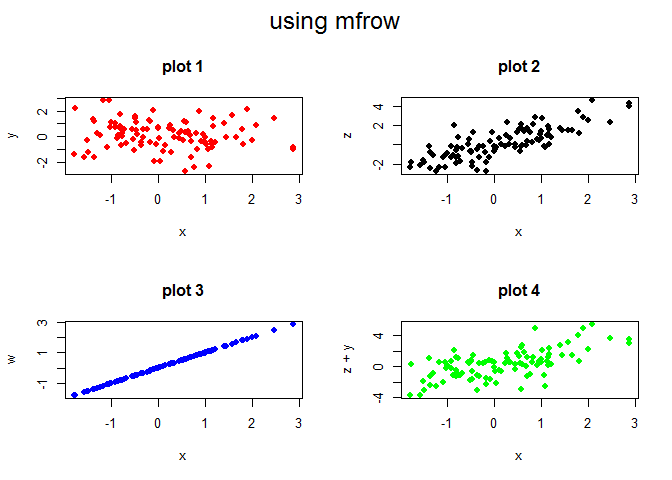 using mfrow
plot 1
2
0
-2
y
-1 0 1 2 3
x
plot 2
4
2
-2
z
-1 0 1 2 3
x
plot 3
3
1
-1
w
-1 0 1 2 3
x
plot 4
4
0
-4
z + y
-1 0 1 2 3
x